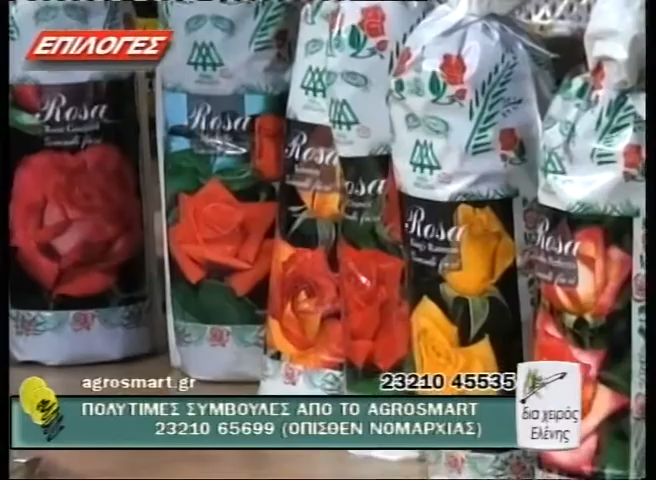 ΕΠΙΛΟΓΕΣ
Rosa
Rosa
Rosa
Rosa
Rosa
Rosa
agrosmart.gr
23210 45535
ΠΟΛΥΤΙΜΕΣ ΣΥΜΒΟΥΛΕΣ ΑΠΟ ΤΟ AGROSMART
23210 65699 (ΟΠΙΣΘΕΝ ΝΟΜΑΡΧΙΑΣ)
δια χειρός
Ελένης